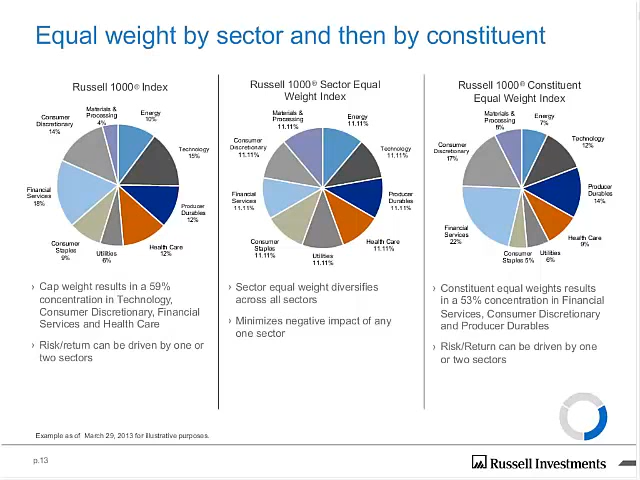 Equal weight by sector and then by constituent
Russell 1000® Index
Materials &
Processing
4%
Energy
10%
Technology
15%
Producer
Durables
12%
Health Care
12%
Utilities
6%
Consumer
Staples
9%
Financial
Services
18%
Consumer
Discretionary
14%
› Cap weight results in a 59%
concentration in Technology,
Consumer Discretionary, Financial
Services and Health Care
› Risk/return can be driven by one or
two sectors
Russell 1000® Sector Equal
Weight Index
Materials &
Processing
11.11%
Energy
11.11%
Technology
11.11%
Producer
Durables
11.11%
Health Care
11.11%
Utilities
11.11%
Consumer
Staples
11.11%
Financial
Services
11.11%
Consumer
Discretionary
11.11%
› Sector equal weight diversifies
across all sectors
› Minimizes negative impact of any
one sector
Russell 1000® Constituent
Equal Weight Index
Materials &
Processing
8%
Energy
7%
Technology
12%
Producer
Durables
14%
Health Care
9%
Utilities
6%
Consumer
Staples 5%
Financial
Services
22%
Consumer
Discretionary
17%
› Constituent equal weights results
in a 53% concentration in Financial
Services, Consumer Discretionary
and Producer Durables
› Risk/Return can be driven by one
or two sectors
Example as of March 29, 2013 for illustrative purposes.
p.13
Russell Investments